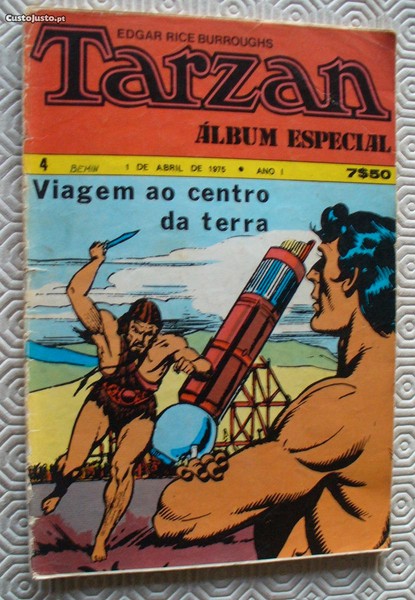 CustoJusto.pt
EDGAR RICE BURROUGHS
Tarzan
ÁLBUM ESPECIAL
4 1 DE ABRIL DE 1975 • ANO I 7$50
Viagem ao centro
da terra